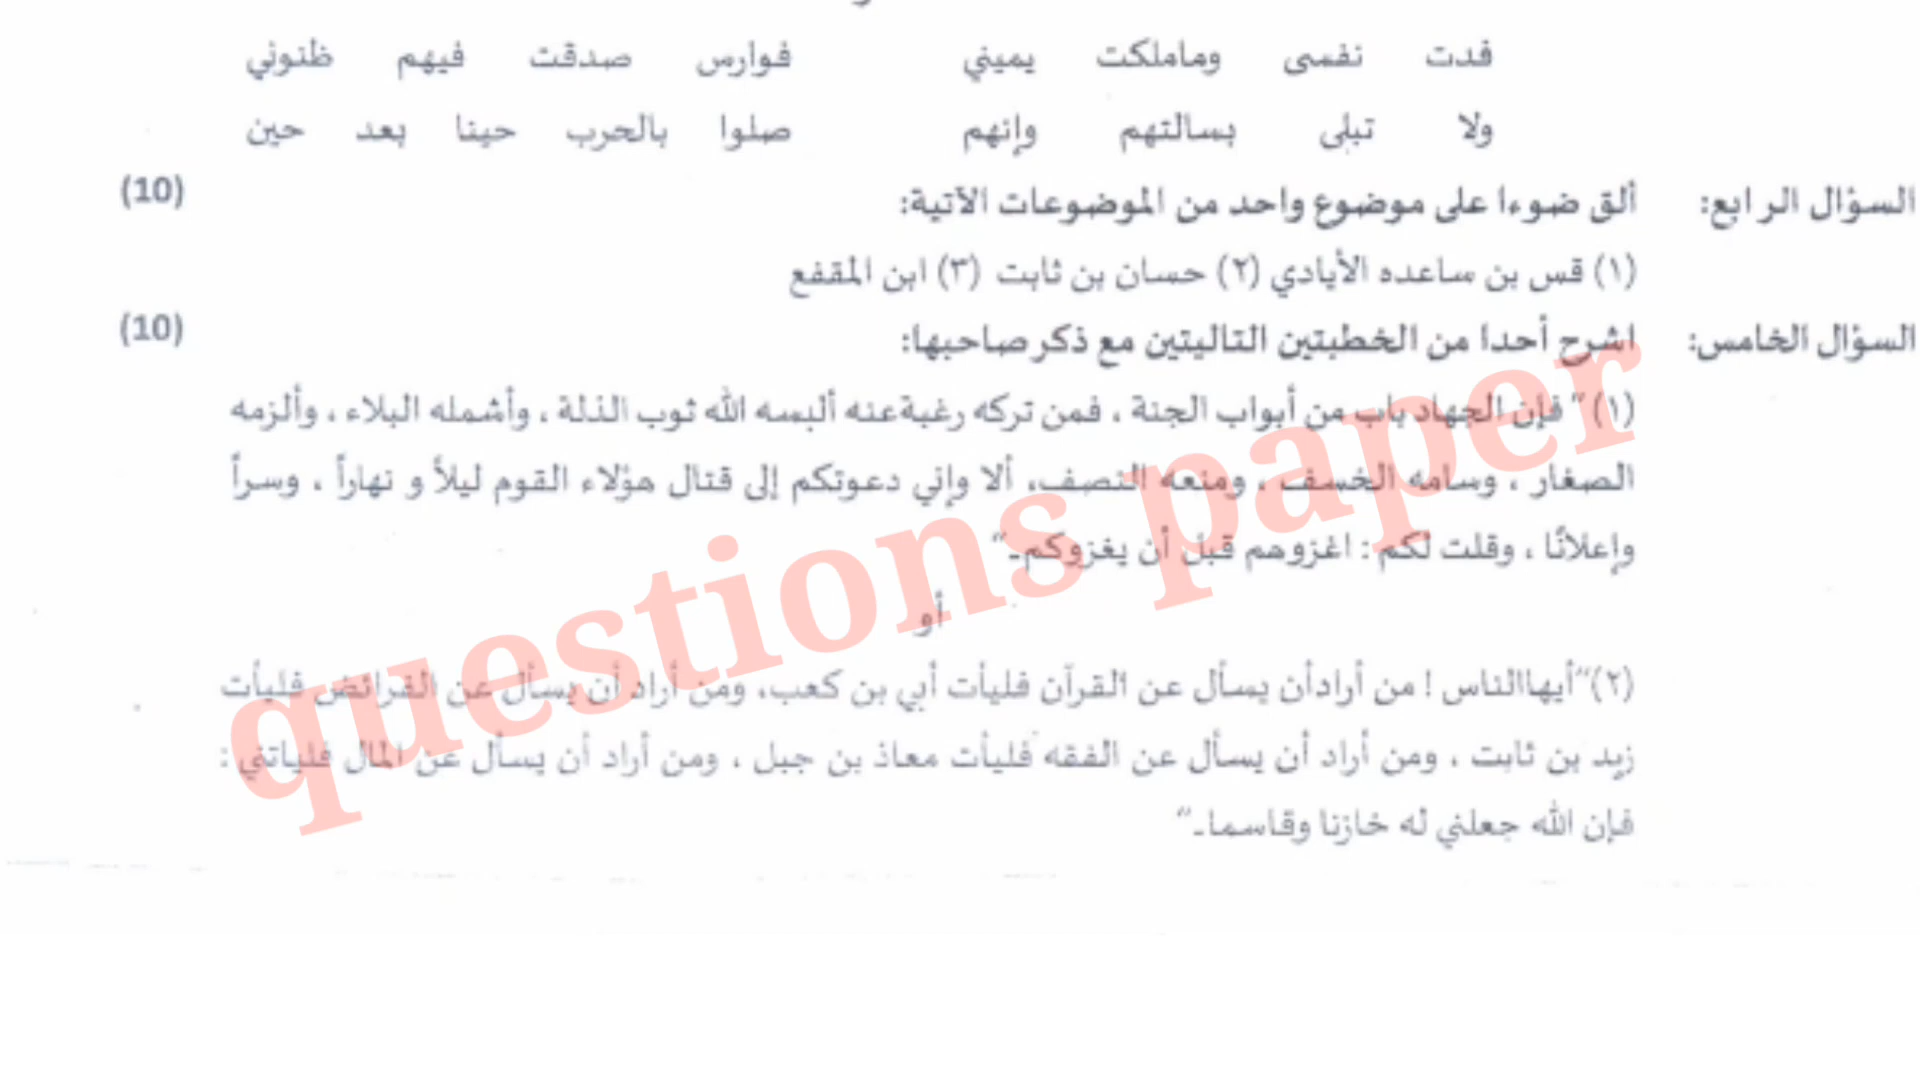 فدت نفسى وماملكت يميني فوارس صدقت فيهم ظنوني
ولا تبلى بسالتهم وإنهم صلوا بالحرب حينا بعد حين
السؤال الرابع: ألق ضوءا على موضوع واحد من الموضوعات الآتية: (10)
(١) قس بن ساعده الأيادي (٢) حسان بن ثابت (٣) ابن المقفع
السؤال الخامس: اشرح أحدا من الخطبتين التاليتين مع ذكر صاحبها: (10)
(١)" فإن الجهاد باب من أبواب الجنة ، فمن تركه رغبةعنه ألبسه الله ثوب الذلة ، وأشمله البلاء ، وألزمه
الصغار ، وسامه الخسف ، ومنعه النصف، ألا وإني دعوتكم إلى قتال هؤلاء القوم ليلاً و نهاراً ، وسراً
وإعلانًا ، وقلت لكم : اغزوهم قبل أن يغزوكم۔"
أو
(٢)"أيهاالناس ! من أرادأن يسأل عن القرآن فليأت أبي بن كعب، ومن أراد أن يسأل عن الفرائض فليأت
زيد بن ثابت ، ومن أراد أن يسأل عن الفقه فليأت معاذ بن جبل ، ومن أراد أن يسأل عن المال فلياتني :
فإن الله جعلني له خازنا وقاسما۔"
questions paper